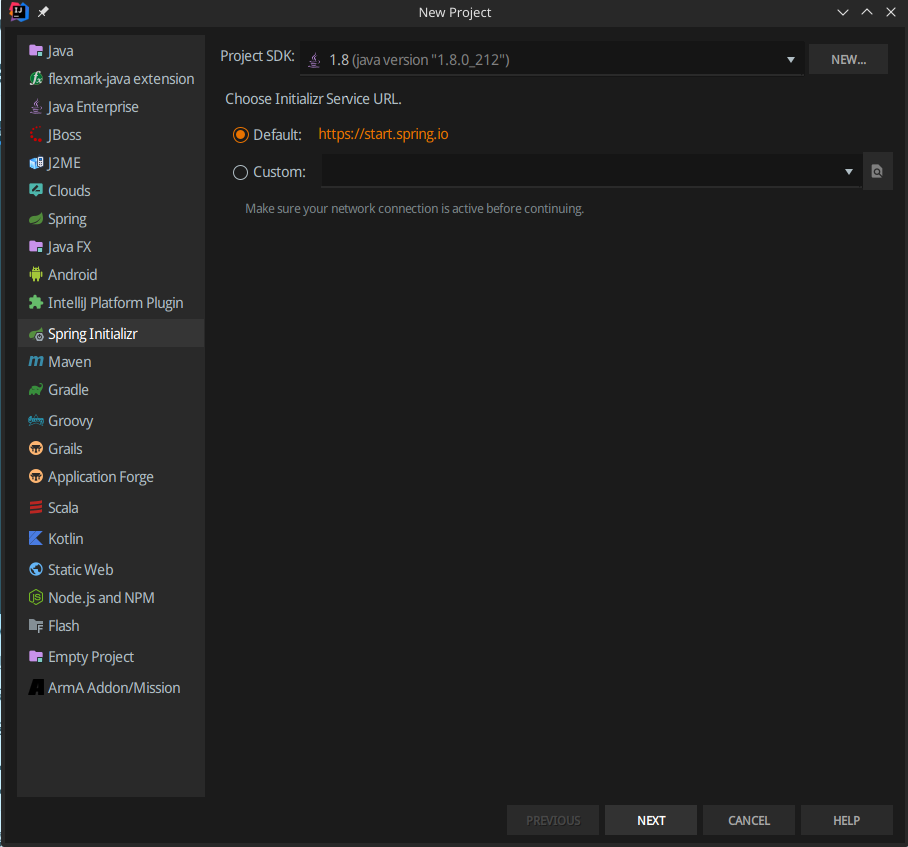 New Project
Java
flexmark-java extension
Java Enterprise
JBoss
J2ME
Clouds
Spring
Java FX
Android
IntelliJ Platform Plugin
Spring Initializr
Maven
Gradle
Groovy
Grails
Application Forge
Scala
Kotlin
Static Web
Node.js and NPM
Flash
Empty Project
ArmA Addon/Mission
Project SDK: 1.8 (java version "1.8.0_212") NEW...
Choose Initializr Service URL.
Default: https://start.spring.io
Custom:
Make sure your network connection is active before continuing.
PREVIOUS NEXT CANCEL HELP